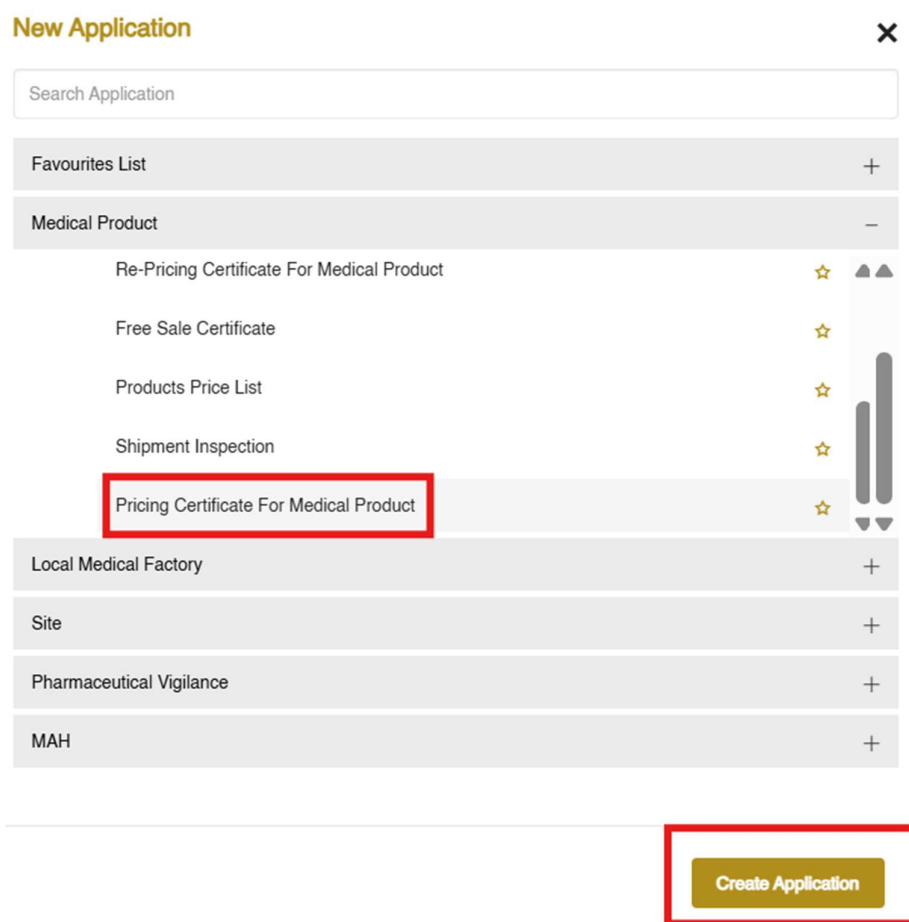 New Application
Search Application
Favourites List
Medical Product
Re-Pricing Certificate For Medical Product
Free Sale Certificate
Products Price List
Shipment Inspection
Pricing Certificate For Medical Product
Local Medical Factory
Site
Pharmaceutical Vigilance
MAH
Create Application